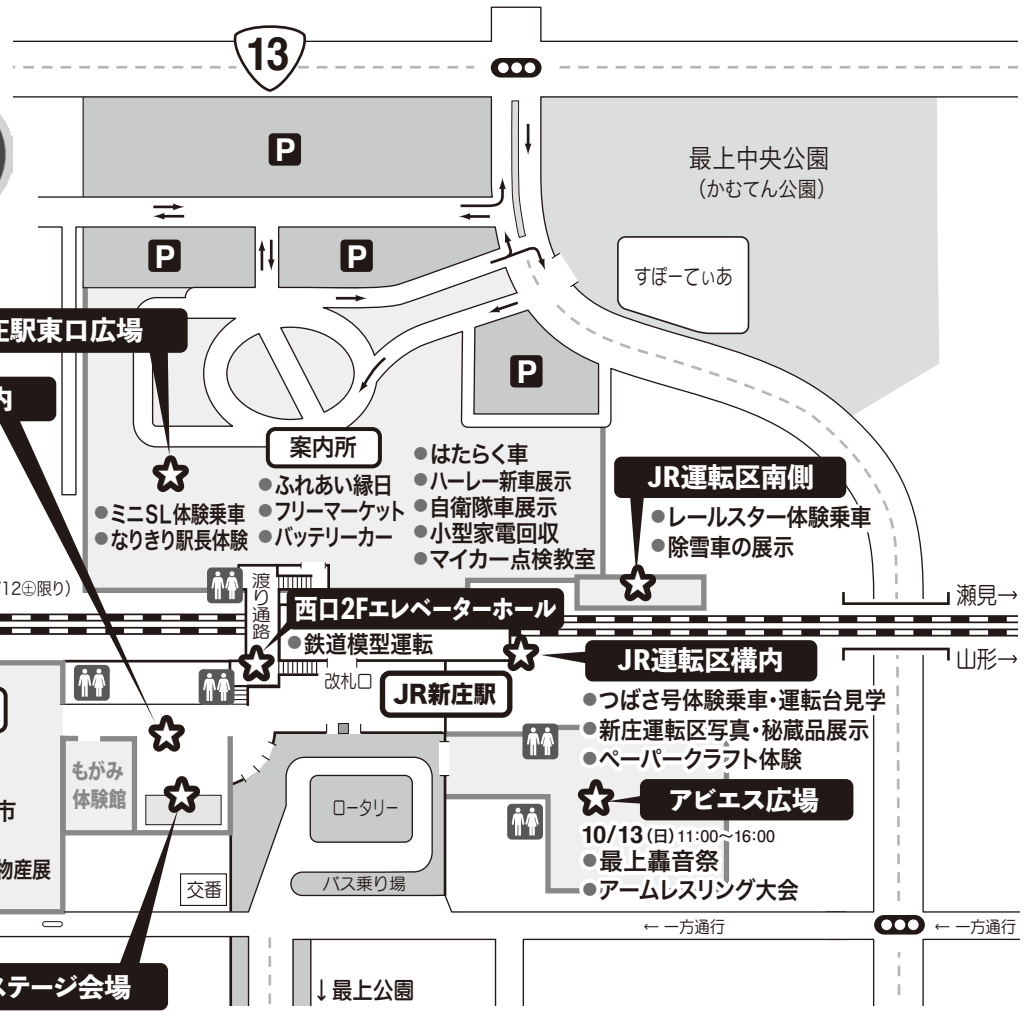 13
P
最上中央公園
(かむてん公園)
P
P
すぽーてぃあ
駅東口広場
P
内
案内所
ミニSL体験乗車
なりきり駅長体験
ふれあい縁日
フリーマーケット
バッテリーカー
はたらく車
ハーレー新車展示
自衛隊車展示
小型家電回収
マイカー点検教室
JR運転区南側
レールスター体験乗車
除雪車の展示
/12㊏限り)
渡り通路
瀬見→
西口2Fエレベーターホール
鉄道模型運転
改札口
JR新庄駅
JR運転区構内
山形→
つばさ号体験乗車・運転台見学
新庄運転区写真・秘蔵品展示
ペーパークラフト体験
もがみ
体験館
市
物産展
ロータリー
バス乗り場
交番
アビエス広場
10/13(日)11:00~16:00
最上轟音祭
アームレスリング大会
← 一方通行
← 一方通行
ステージ会場
↓最上公園